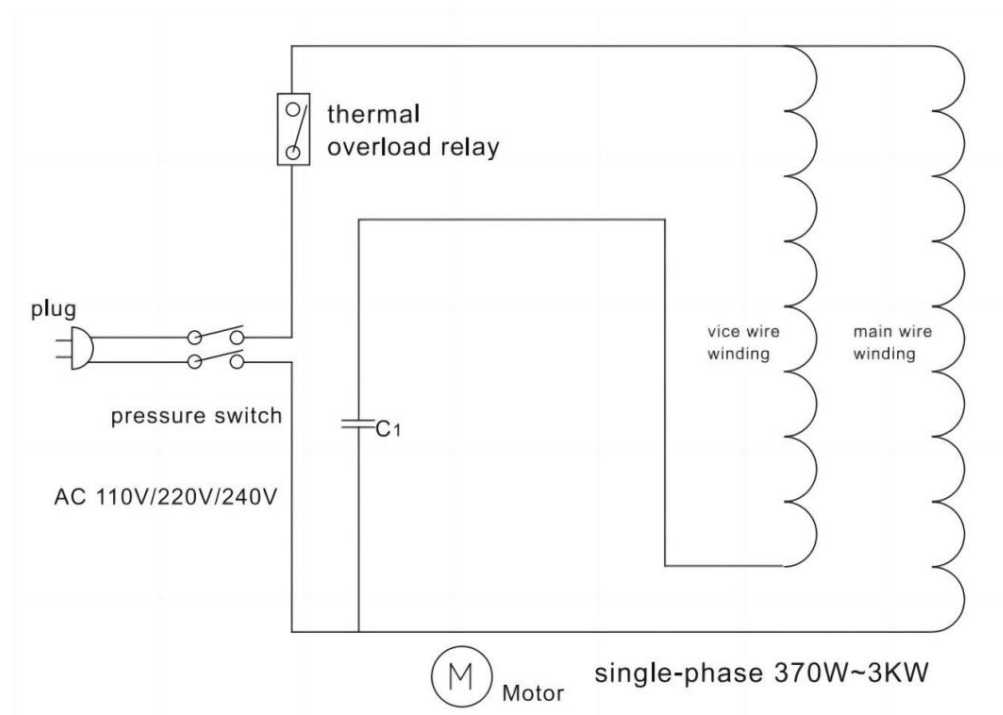 thermal
overload relay
plug
vice wire
winding
main wire
winding
pressure switch
C1
AC 110V/220V/240V
M
Motor
single-phase 370W~3KW